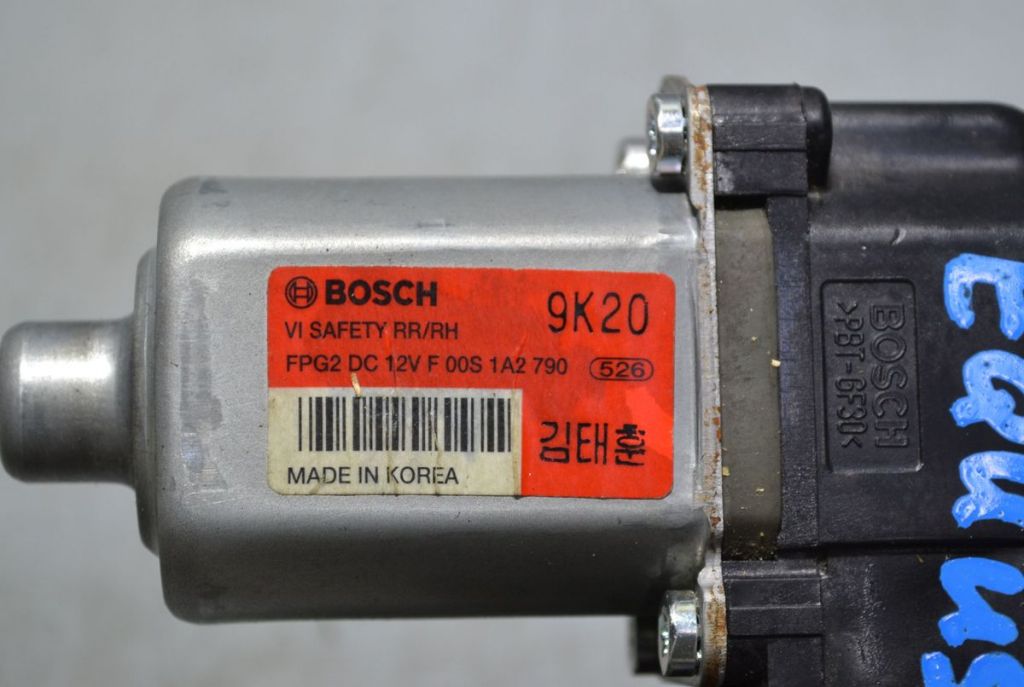 BOSCH
9K20
VI SAFETY RR/RH
FPG2 DC 12V F 00S 1A2 790 526
김태훈
MADE IN KOREA
BOSCH
>PBT-GF30<
Equus